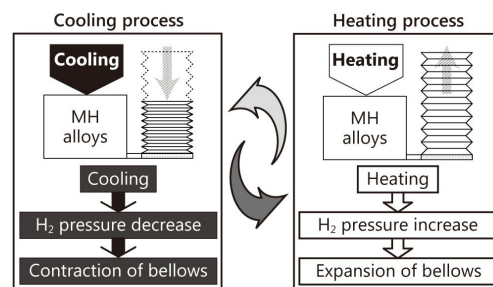 Cooling process
Cooling
MH
alloys
Cooling
H₂ pressure decrease
Contraction of bellows
Heating process
Heating
MH
alloys
Heating
H₂ pressure increase
Expansion of bellows